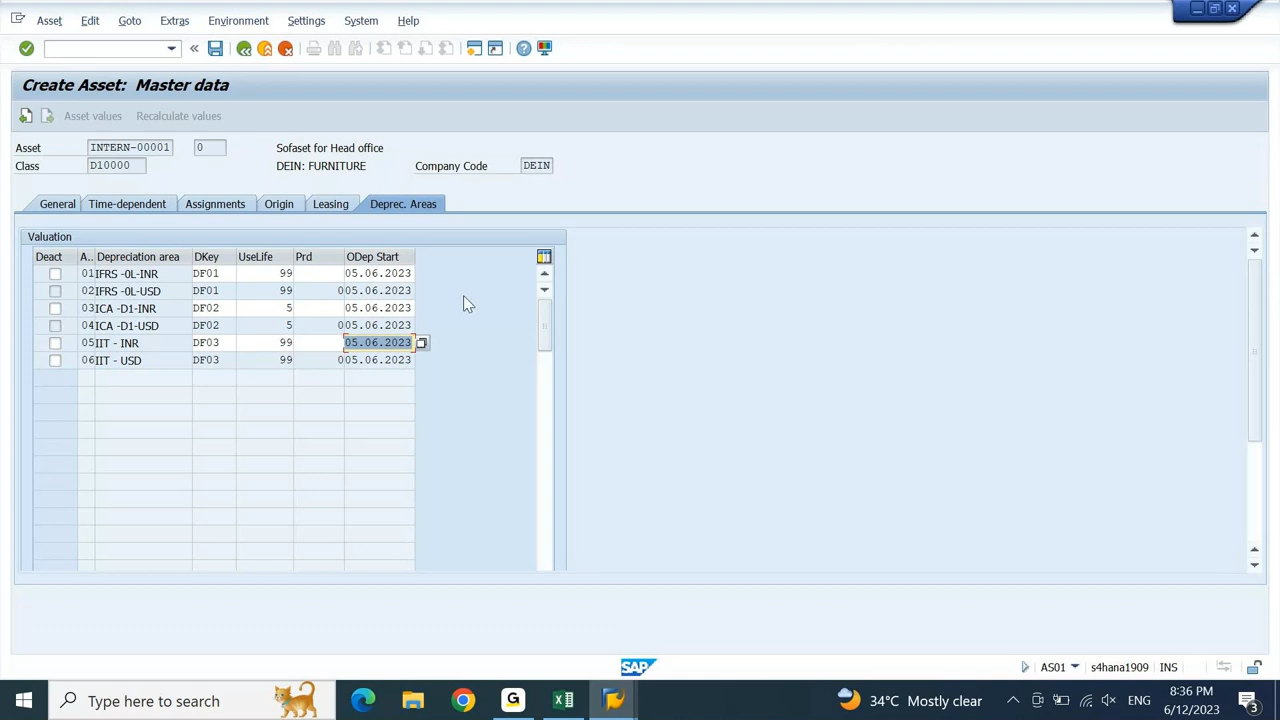 Asset Edit Goto Extras Environment Settings System Help
Create Asset: Master data
Asset values Recalculate values
Asset INTERN-00001 0 Sofaset for Head office
Class D10000 DEIN: FURNITURE Company Code DEIN
General Time-dependent Assignments Origin Leasing Deprec. Areas
Valuation
Deact A.. Depreciation area DKey UseLife Prd ODep Start
01 IFRS -0L-INR DF01 99 05.06.2023
02 IFRS -0L-USD DF01 99 0 05.06.2023
03 ICA -D1-INR DF02 5 05.06.2023
04 ICA -D1-USD DF02 5 0 05.06.2023
05 IIT - INR DF03 99 05.06.2023
06 IIT - USD DF03 99 0 05.06.2023
SAP AS01 s4hana1909 INS
Type here to search G 34°C Mostly clear ENG 8:36 PM
6/12/2023 3